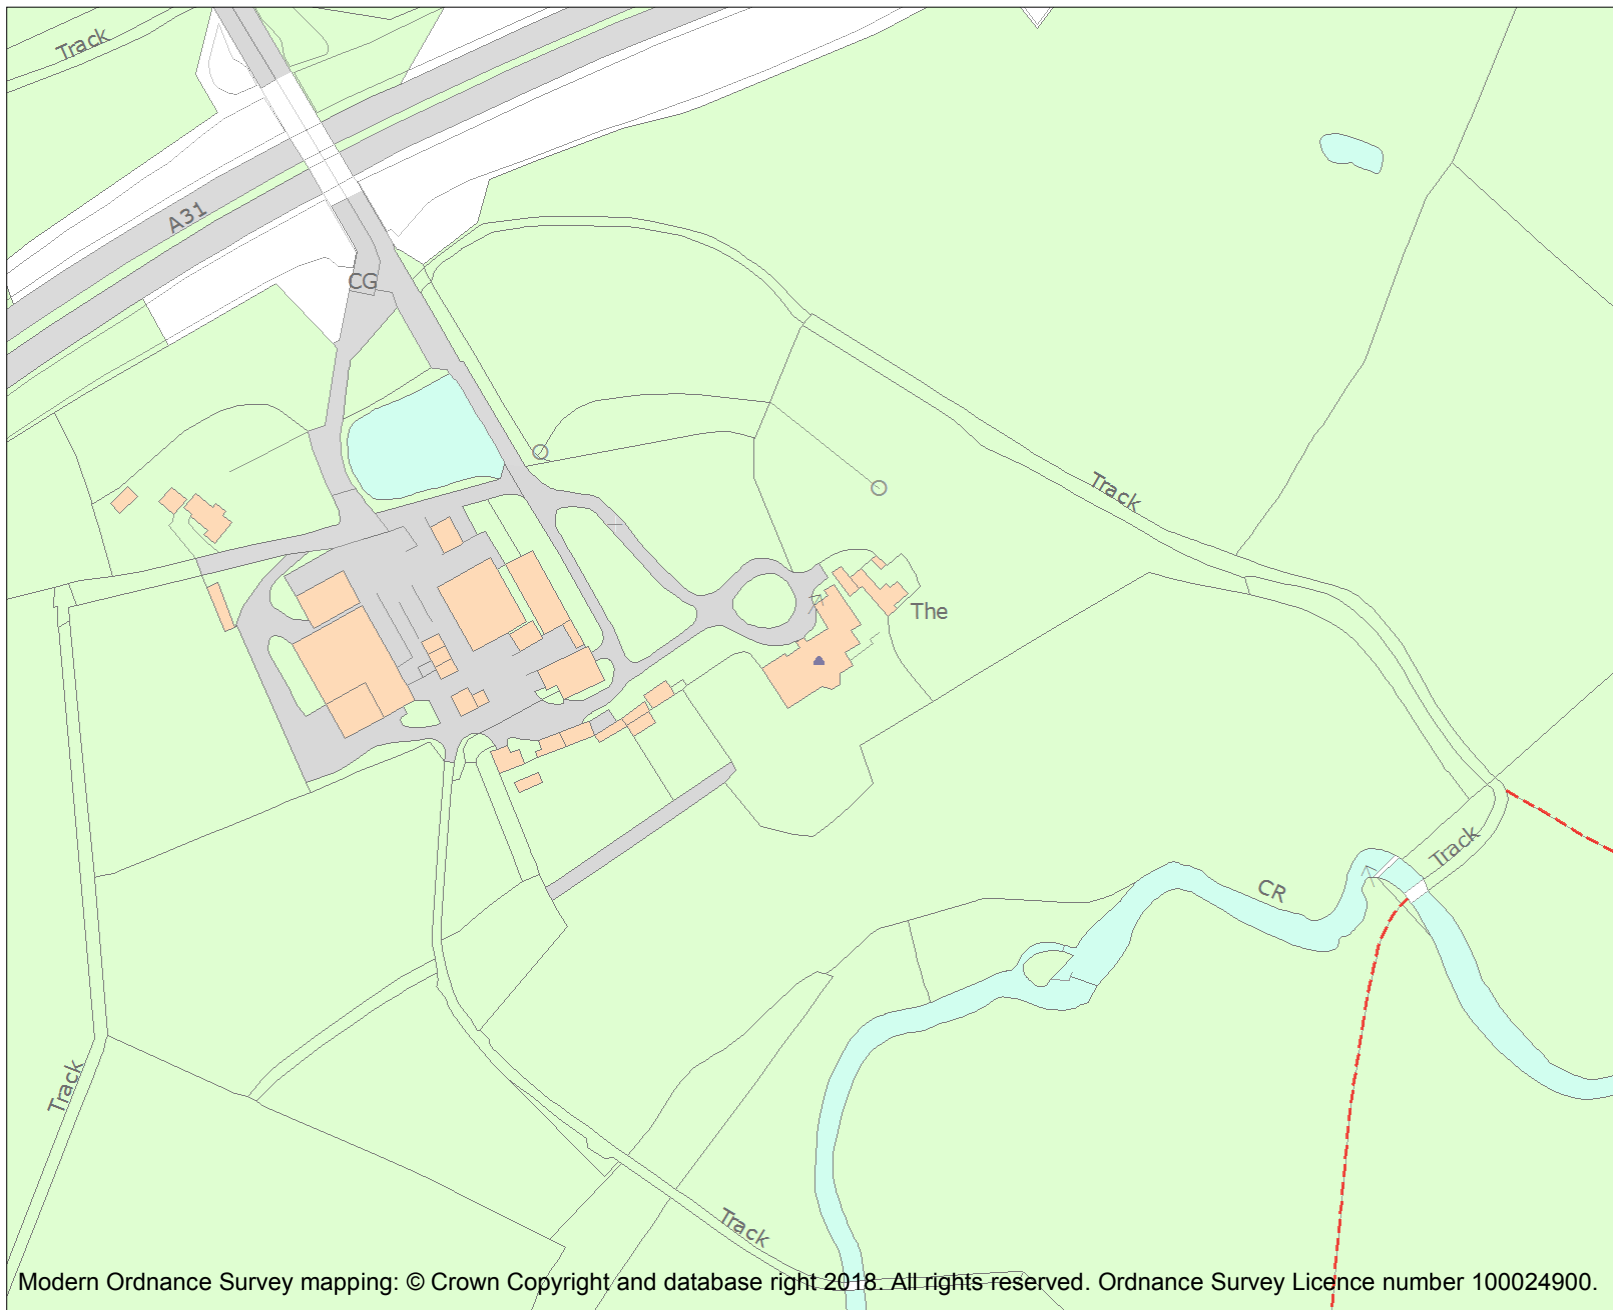 Track
A31
CG
Track
The
Track
CR
Track
Track
Modern Ordnance Survey mapping: © Crown Copyright and database right 2018. All rights reserved. Ordnance Survey Licence number 100024900.